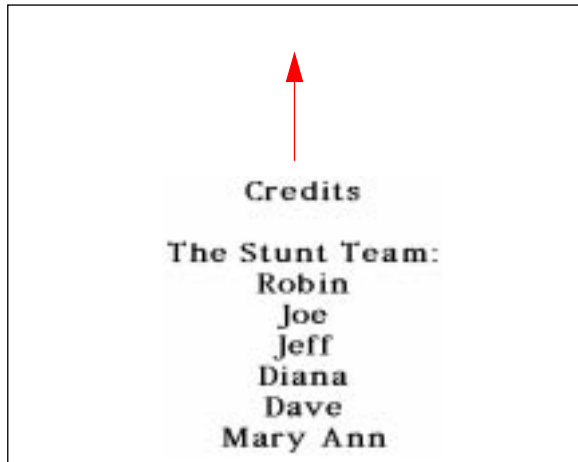 Credits
The Stunt Team:
Robin
Joe
Jeff
Diana
Dave
Mary Ann